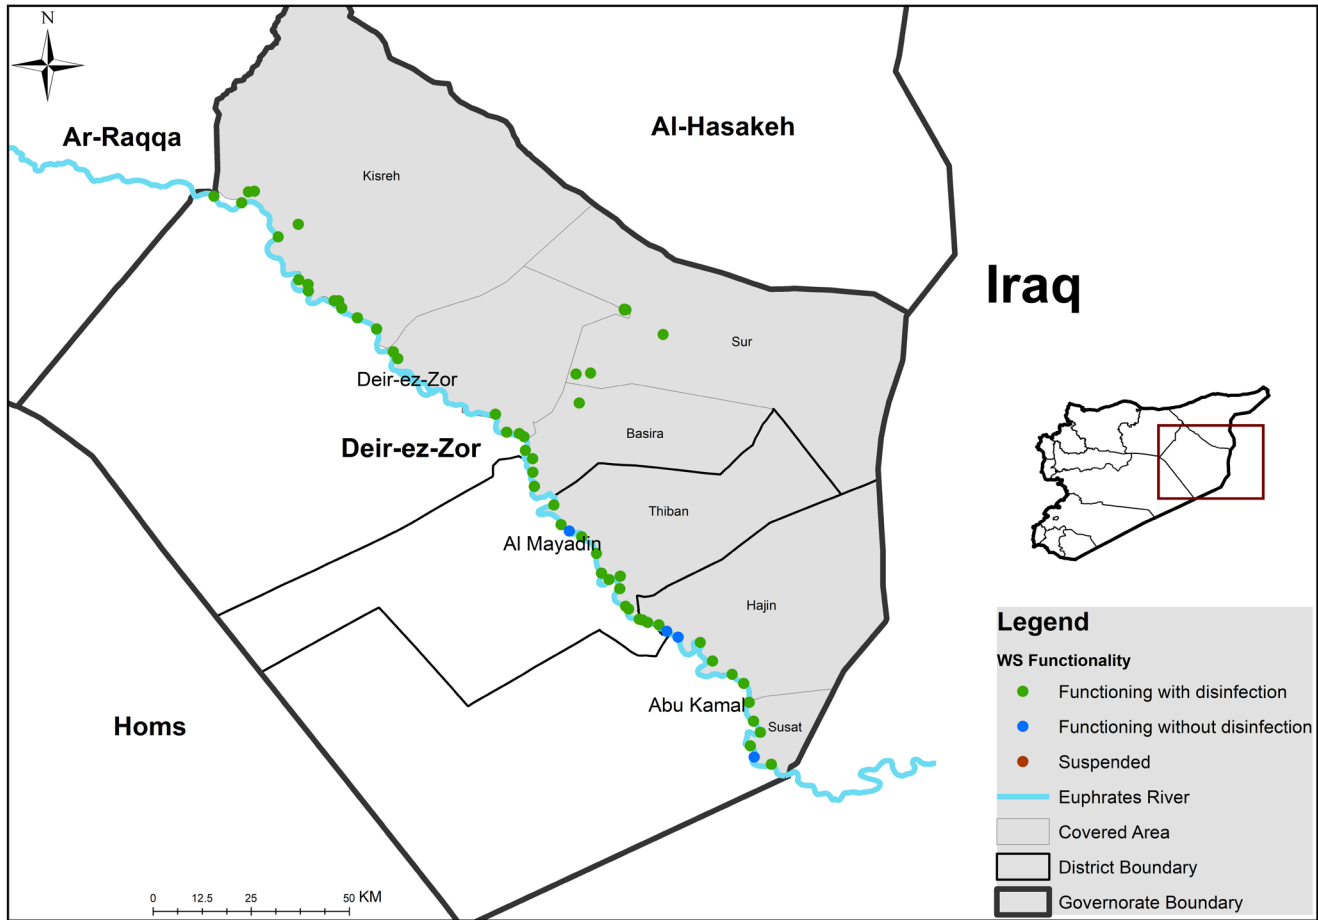 N
Ar-Raqqa
Al-Hasakeh
Kisreh
Iraq
Sur
Deir-ez-Zor
Basira
Deir-ez-Zor
Thiban
Al Mayadin
Hajin
Abu Kamal
Susat
Homs
Legend
WS Functionality
Functioning with disinfection
Functioning without disinfection
Suspended
Euphrates River
Covered Area
District Boundary
Governorate Boundary
0 12.5 25 50 KM